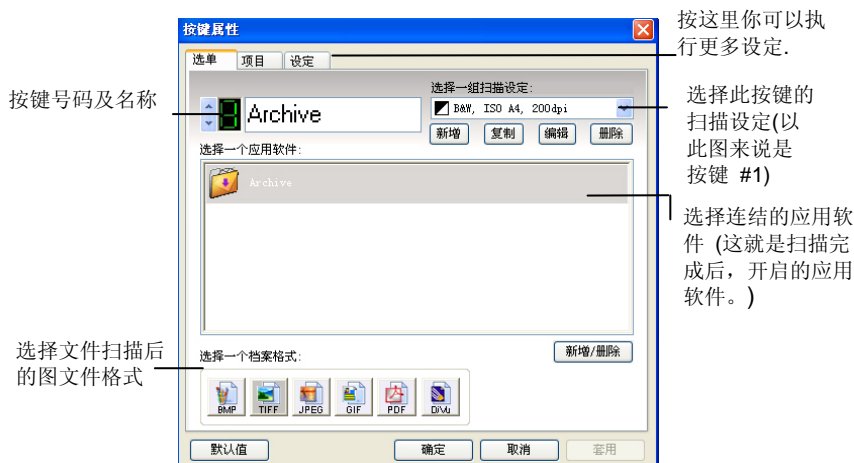 按键属性
选单 项目 设定
按这里你可以执
行更多设定.
按键号码及名称
Archive
选择一组扫描设定:
B&W, ISO A4, 200dpi
新增 复制 编辑 删除
选择此按键的
扫描设定(以
此图来说是
按键 #1)
选择一个应用软件:
Archive
选择连结的应用软
件 (这就是扫描完
成后，开启的应用
软件。)
新增/删除
选择文件扫描后
的图文件格式
选择一个档案格式:
BMP TIFF JPEG GIF PDF DjVu
默认值 确定 取消 套用